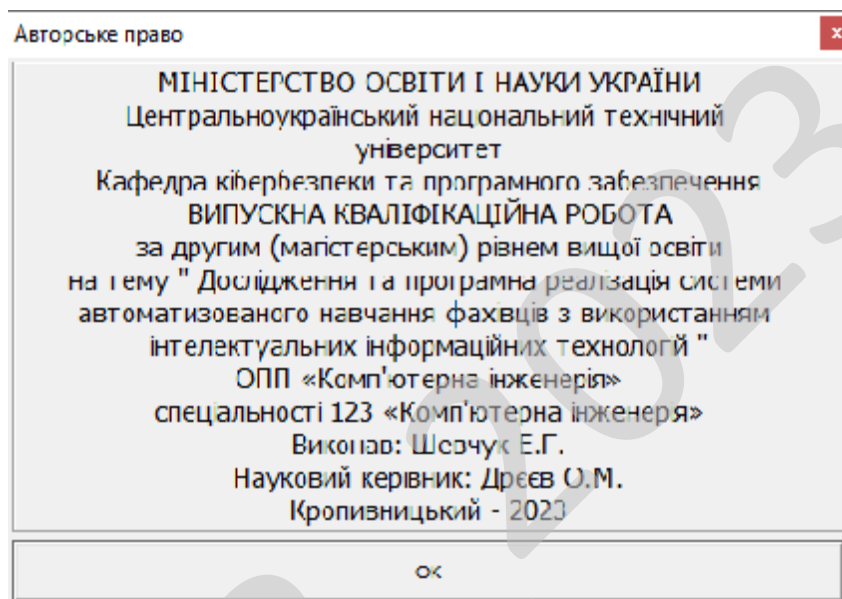 Авторське право
x
МІНІСТЕРСТВО ОСВІТИ І НАУКИ УКРАЇНИ
Центральноукраїнський національний технічний
університет
Кафедра кібербезпеки та програмного забезпечення
ВИПУСКНА КВАЛІФІКАЦІЙНА РОБОТА
за другим (магістерським) рівнем вищої освіти
на тему " Дослідження та програмна реалізація системи
автоматизованого навчання фахівців з використанням
інтелектуальних інформаційних технологій "
ОПП «Комп'ютерна інженерія»
спеціальності 123 «Комп'ютерна інженерія»
Виконав: Шевчук Е.Г.
Науковий керівник: Дреєв О.М.
Кропивницький - 2023
ОК
2023